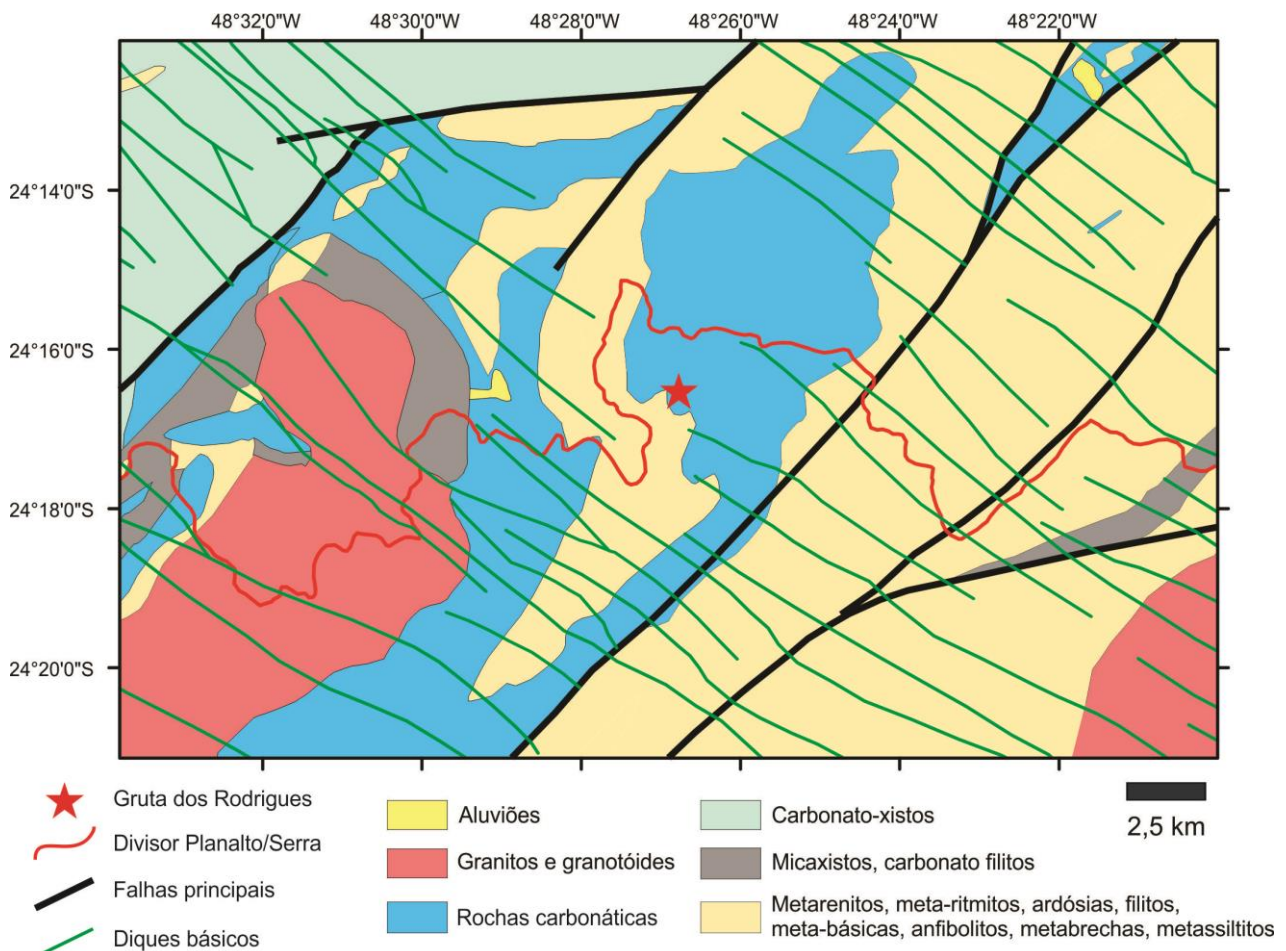 48°32'0"W 48°30'0"W 48°28'0"W 48°26'0"W 48°24'0"W 48°22'0"W
24°14'0"S
24°16'0"S
24°18'0"S
24°20'0"S
Gruta dos Rodrigues
Divisor Planalto/Serra
Falhas principais
Diques básicos
Aluviões
Granitos e granotóides
Rochas carbonáticas
Carbonato-xistos
Micaxistos, carbonato filitos
Metarenitos, meta-ritmitos, ardósias, filitos,
meta-básicas, anfibolitos, metabrechas, metassiltitos
2,5 km